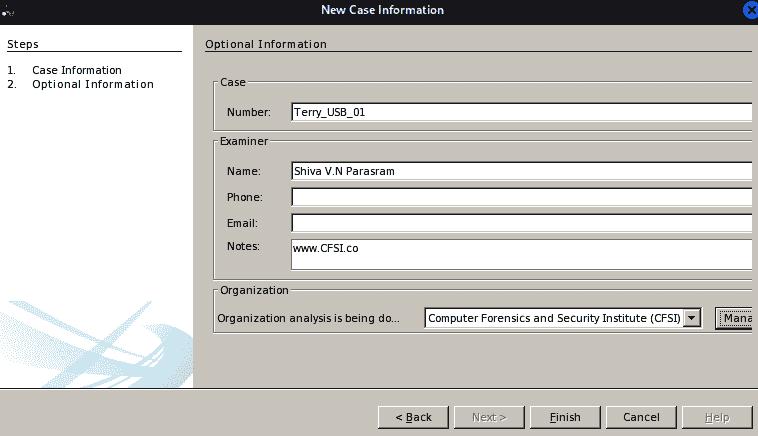 New Case Information
Steps
1. Case Information
2. Optional Information
Optional Information
Case
Number: Terry_USB_01
Examiner
Name: Shiva V.N Parasram
Phone:
Email:
Notes: www.CFSI.co
Organization
Organization analysis is being do... Computer Forensics and Security Institute (CFSI) Mana
< Back Next > Finish Cancel Help